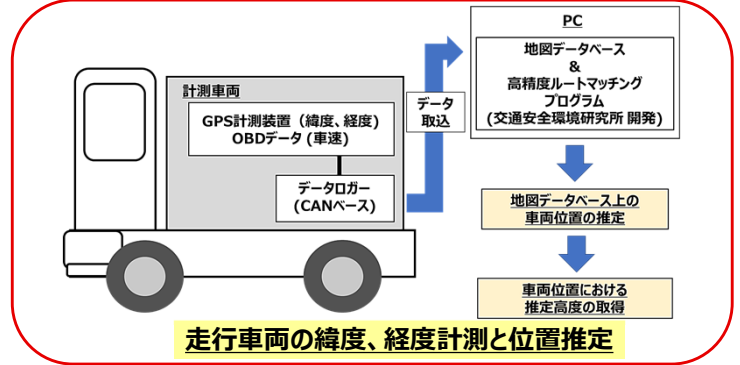 計測車両
GPS計測装置（緯度、経度)
OBDデータ (車速)
データロガー
(CANベース)
データ
取込
PC
地図データベース
&
高精度ルートマッチング
プログラム
(交通安全環境研究所 開発)
地図データベース上の
車両位置の推定
車両位置における
推定高度の取得
走行車両の緯度、経度計測と位置推定